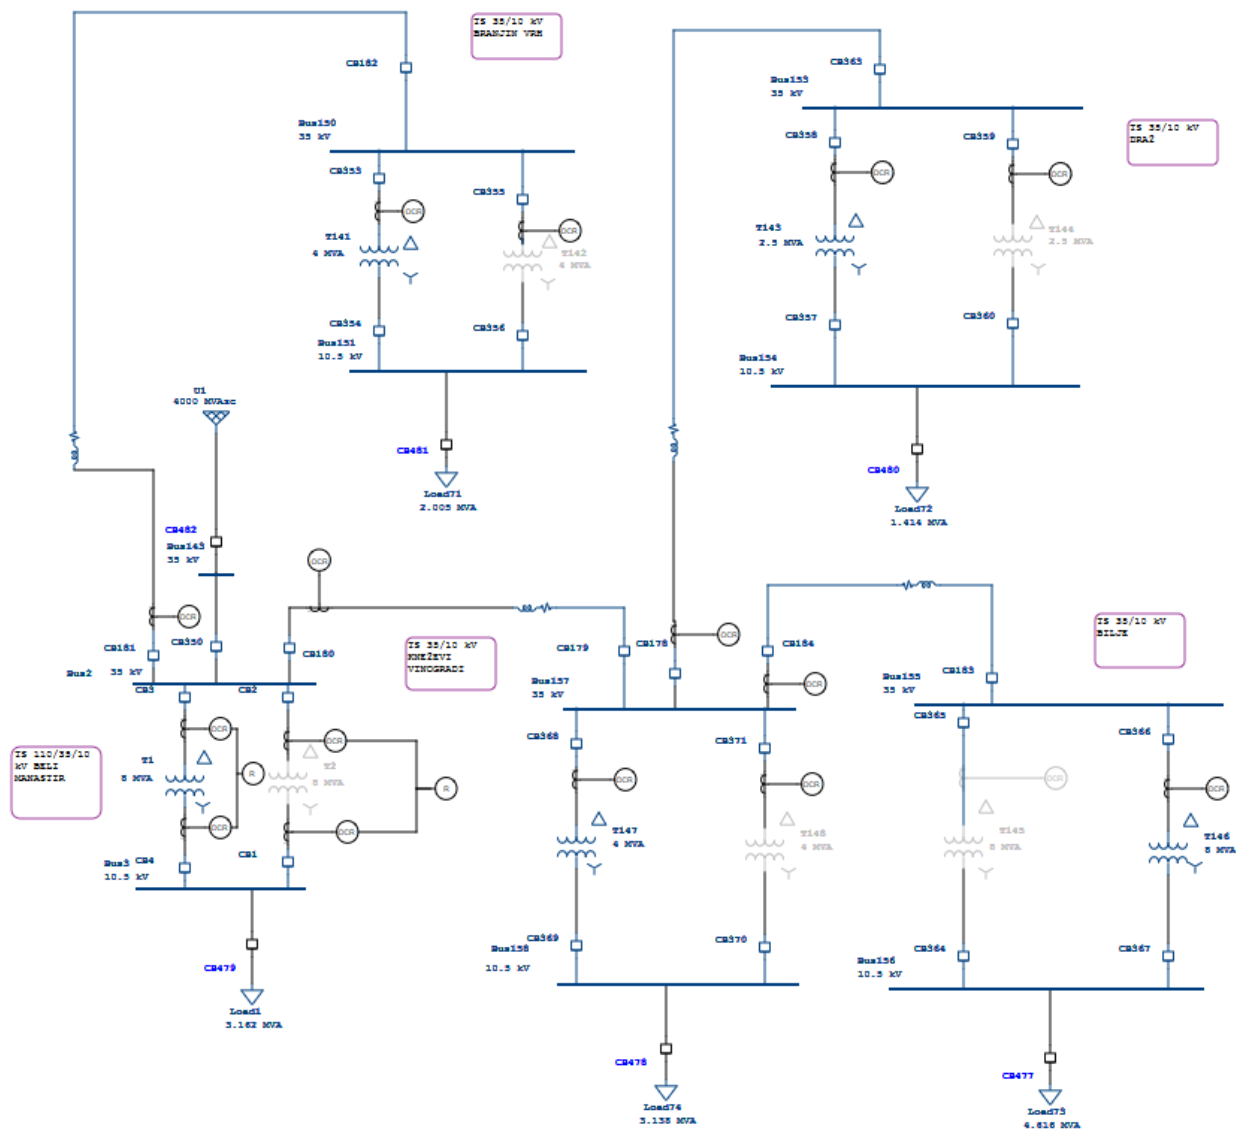 TS 35/10 kV
BRANJIN VRH
CB182
Bus150
35 kV
CB353
CB355
OCR
OCR
T141
4 MVA
T142
4 MVA
CB354
CB356
Bus151
10.5 kV
CB481
Load71
2.005 MVA
CB363
Bus153
35 kV
TS 35/10 kV
DRAŽ
CB358
CB359
OCR
OCR
T143
2.5 MVA
T144
2.5 MVA
CB357
CB360
Bus154
10.5 kV
CB480
Load72
1.414 MVA
U1
4000 MVAsc
CB482
Bus143
35 kV
OCR
OCR
CB181
CB350
CB180
Bus2
35 kV
TS 35/10 kV
KNEŽEVI
VINOGRADI
CB179
CB178
OCR
CB184
OCR
Bus157
35 kV
TS 35/10 kV
BILJE
CB183
Bus155
35 kV
CB3
CB2
OCR
OCR
TS 110/35/10
kV BELI
MANASTIR
T1
8 MVA
R
T2
8 MVA
R
OCR
OCR
Bus3
CB4
10.5 kV
CB1
CB479
Load1
3.162 MVA
CB368
CB371
OCR
OCR
T147
4 MVA
T148
4 MVA
CB369
CB370
Bus158
10.5 kV
CB478
Load74
3.138 MVA
CB365
CB366
OCR
OCR
T145
8 MVA
T146
8 MVA
CB364
CB367
Bus156
10.5 kV
CB477
Load73
4.616 MVA